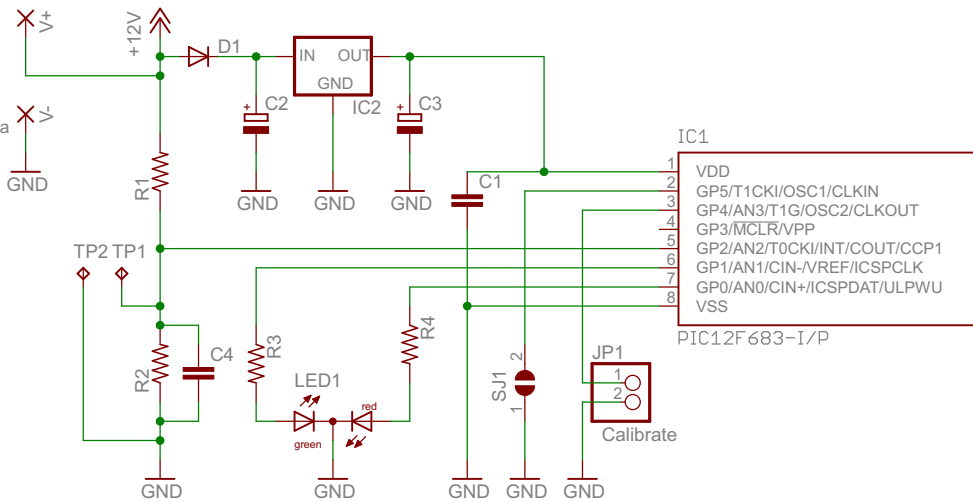 V+
+12V
D1
IN OUT
GND
IC2
C2
C3
a
V-
GND
GND
GND
GND
R1
C1
IC1
1 VDD
2 GP5/T1CKI/OSC1/CLKIN
3 GP4/AN3/T1G/OSC2/CLKOUT
4 GP3/MCLR/VPP
5 GP2/AN2/T0CKI/INT/COUT/CCP1
6 GP1/AN1/CIN-/VREF/ICSPCLK
7 GP0/AN0/CIN+/ICSPDAT/ULPWU
8 VSS
PIC12F683-I/P
TP2 TP1
R2
C4
R3
R4
LED1
green
red
SJ1
2
1
JP1
1
2
Calibrate
GND
GND
GND
GND
GND